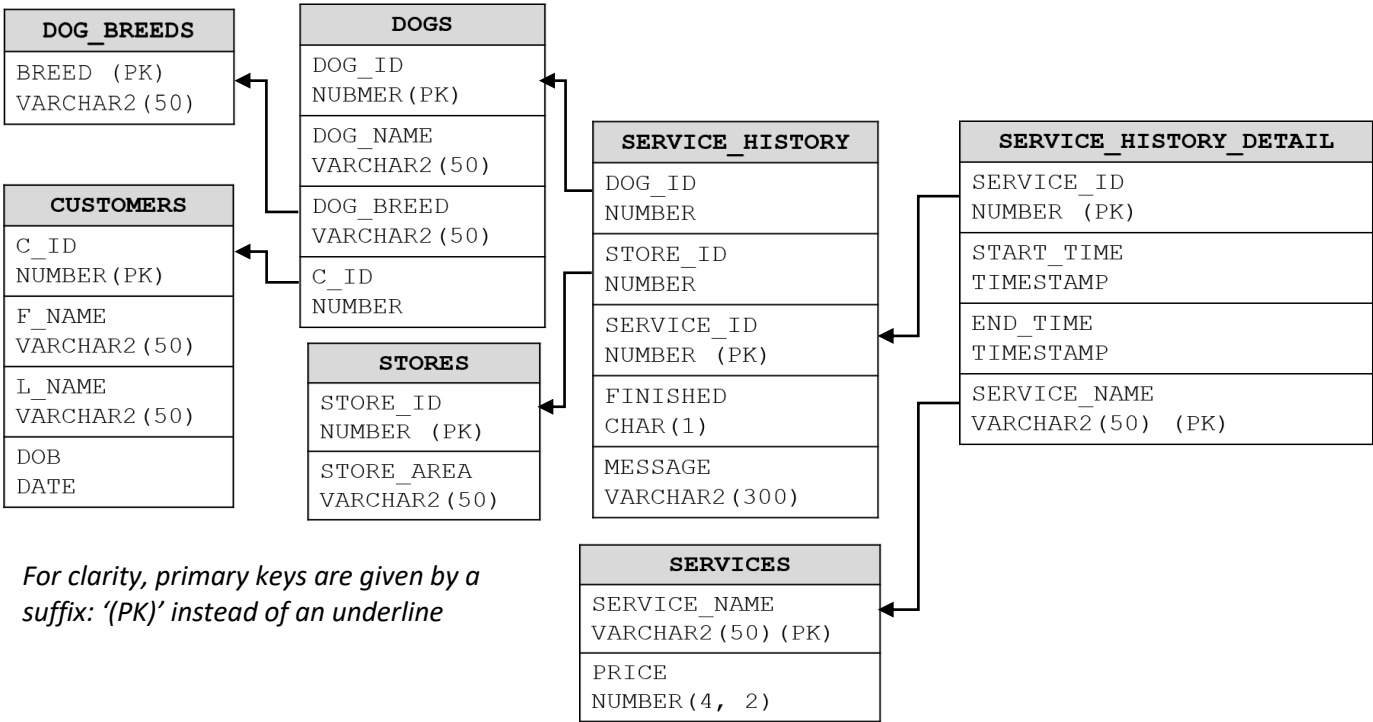 DOG_BREEDS
BREED (PK)
VARCHAR2(50)
CUSTOMERS
C_ID
NUMBER(PK)
F_NAME
VARCHAR2(50)
L_NAME
VARCHAR2(50)
DOB
DATE
DOGS
DOG_ID
NUBMER(PK)
DOG_NAME
VARCHAR2(50)
DOG_BREED
VARCHAR2(50)
C_ID
NUMBER
STORES
STORE_ID
NUMBER (PK)
STORE_AREA
VARCHAR2(50)
SERVICE_HISTORY
DOG_ID
NUMBER
STORE_ID
NUMBER
SERVICE_ID
NUMBER (PK)
FINISHED
CHAR(1)
MESSAGE
VARCHAR2(300)
SERVICE_HISTORY_DETAIL
SERVICE_ID
NUMBER (PK)
START_TIME
TIMESTAMP
END_TIME
TIMESTAMP
SERVICE_NAME
VARCHAR2(50) (PK)
SERVICES
SERVICE_NAME
VARCHAR2(50)(PK)
PRICE
NUMBER(4, 2)
For clarity, primary keys are given by a
suffix: ‘(PK)’ instead of an underline